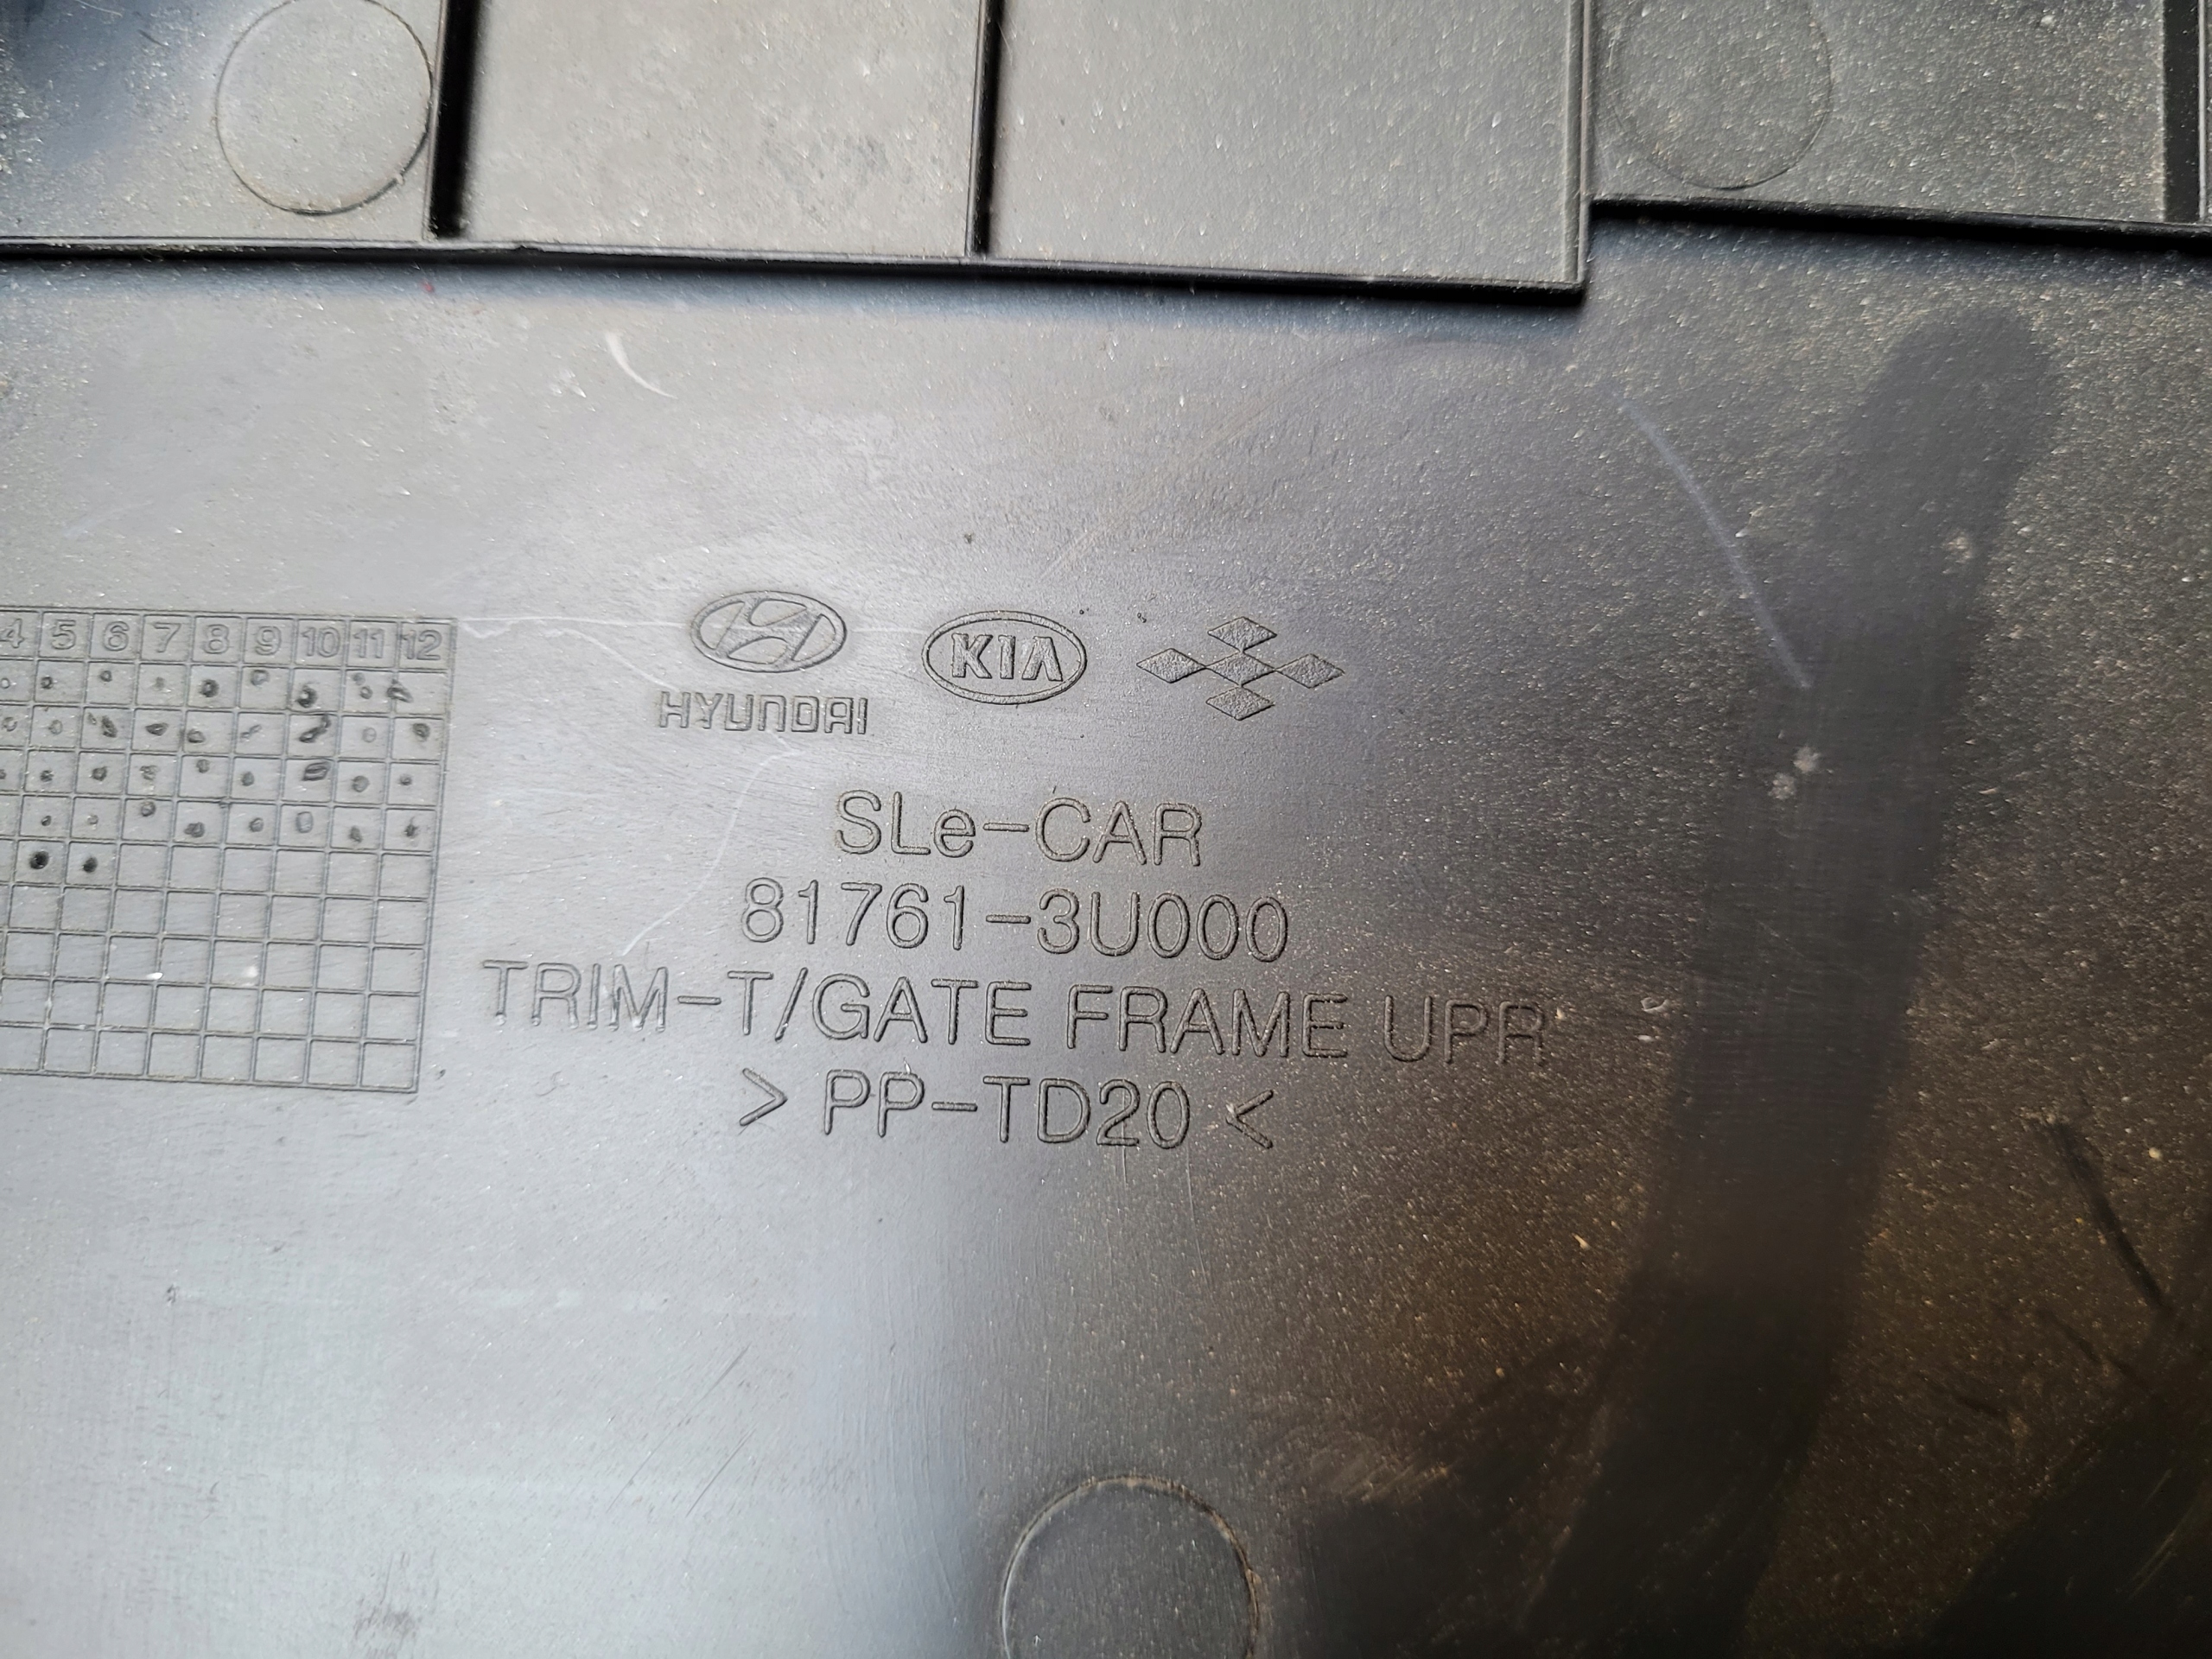 4 5 6 7 8 9 10 11 12
HYUNDAI
KIA
SLe-CAR
81761-3U000
TRIM-T/GATE FRAME UPR
> PP-TD20 <